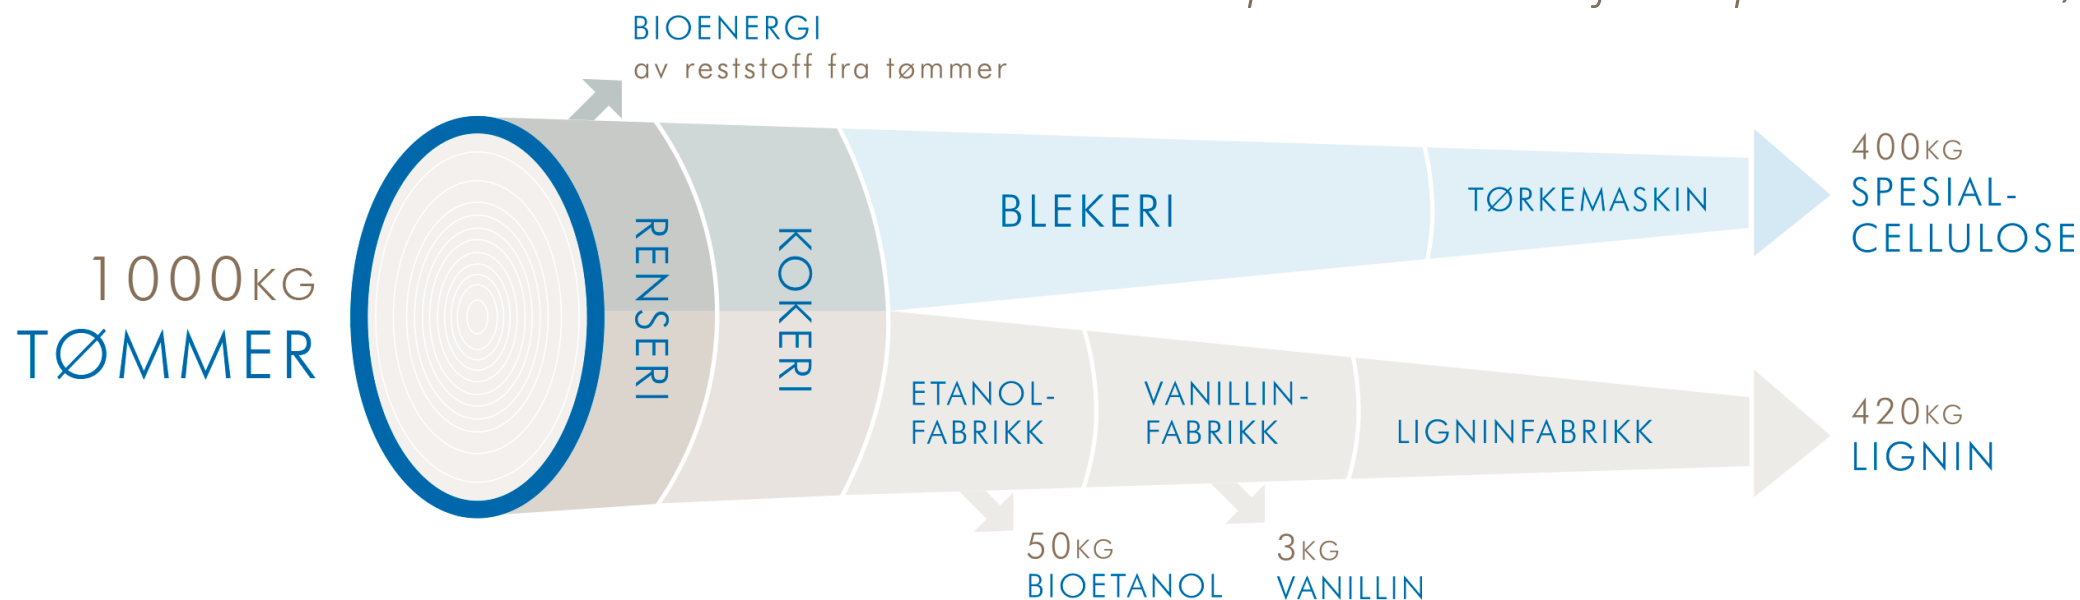 BIOENERGI
av reststoff fra tømmer
1000KG
TØMMER
RENSERI
KOKERI
BLEKERI
TØRKEMASKIN
400KG
SPESIAL-
CELLULOSE
ETANOL-
FABRIKK
VANILLIN-
FABRIKK
LIGNINFABRIKK
420KG
LIGNIN
50KG
BIOETANOL
3KG
VANILLIN